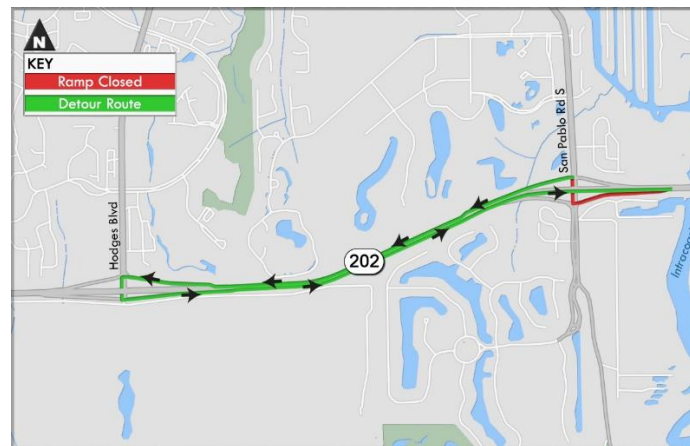 N
KEY
Ramp Closed
Detour Route
San Pablo Rd S
Hodges Blvd
202